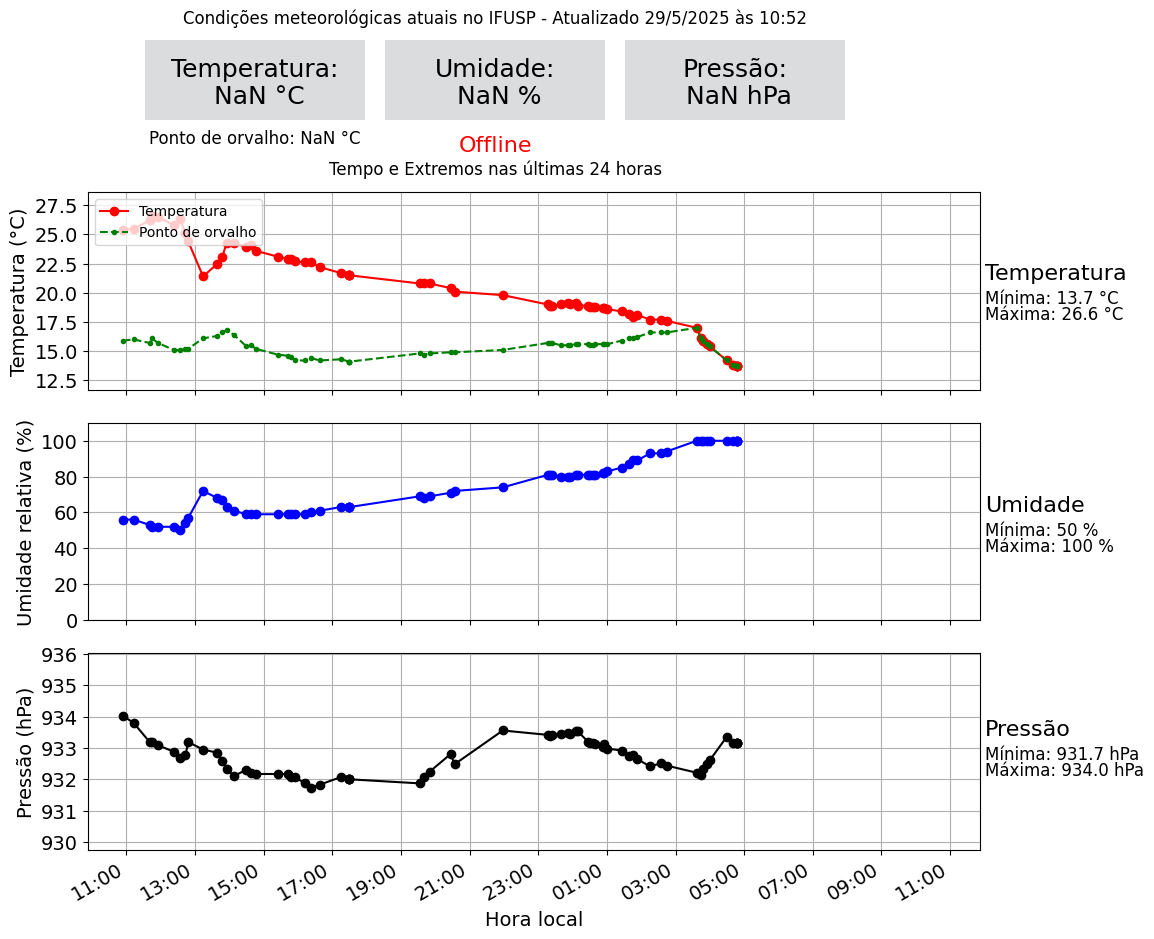 Condições meteorológicas atuais no IFUSP - Atualizado 29/5/2025 às 10:52
Temperatura:
NaN °C
Umidade:
NaN %
Pressão:
NaN hPa
Ponto de orvalho: NaN °C
Offline
Tempo e Extremos nas últimas 24 horas
Temperatura (°C)
27.5
25.0
22.5
20.0
17.5
15.0
12.5
Temperatura
Ponto de orvalho
Temperatura
Mínima: 13.7 °C
Máxima: 26.6 °C
Umidade relativa (%)
100
80
60
40
20
0
Umidade
Mínima: 50 %
Máxima: 100 %
Pressão (hPa)
936
935
934
933
932
931
930
Pressão
Mínima: 931.7 hPa
Máxima: 934.0 hPa
11:00
13:00
15:00
17:00
19:00
21:00
23:00
01:00
03:00
05:00
07:00
09:00
11:00
Hora local